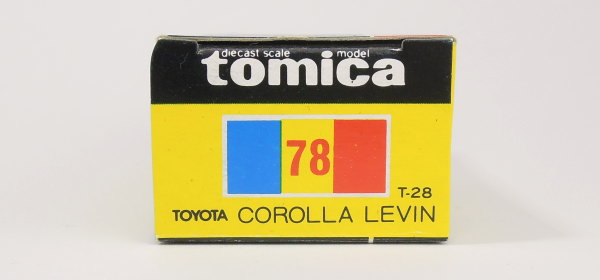 diecast scale model
tomica
78
T-28
TOYOTA COROLLA LEVIN